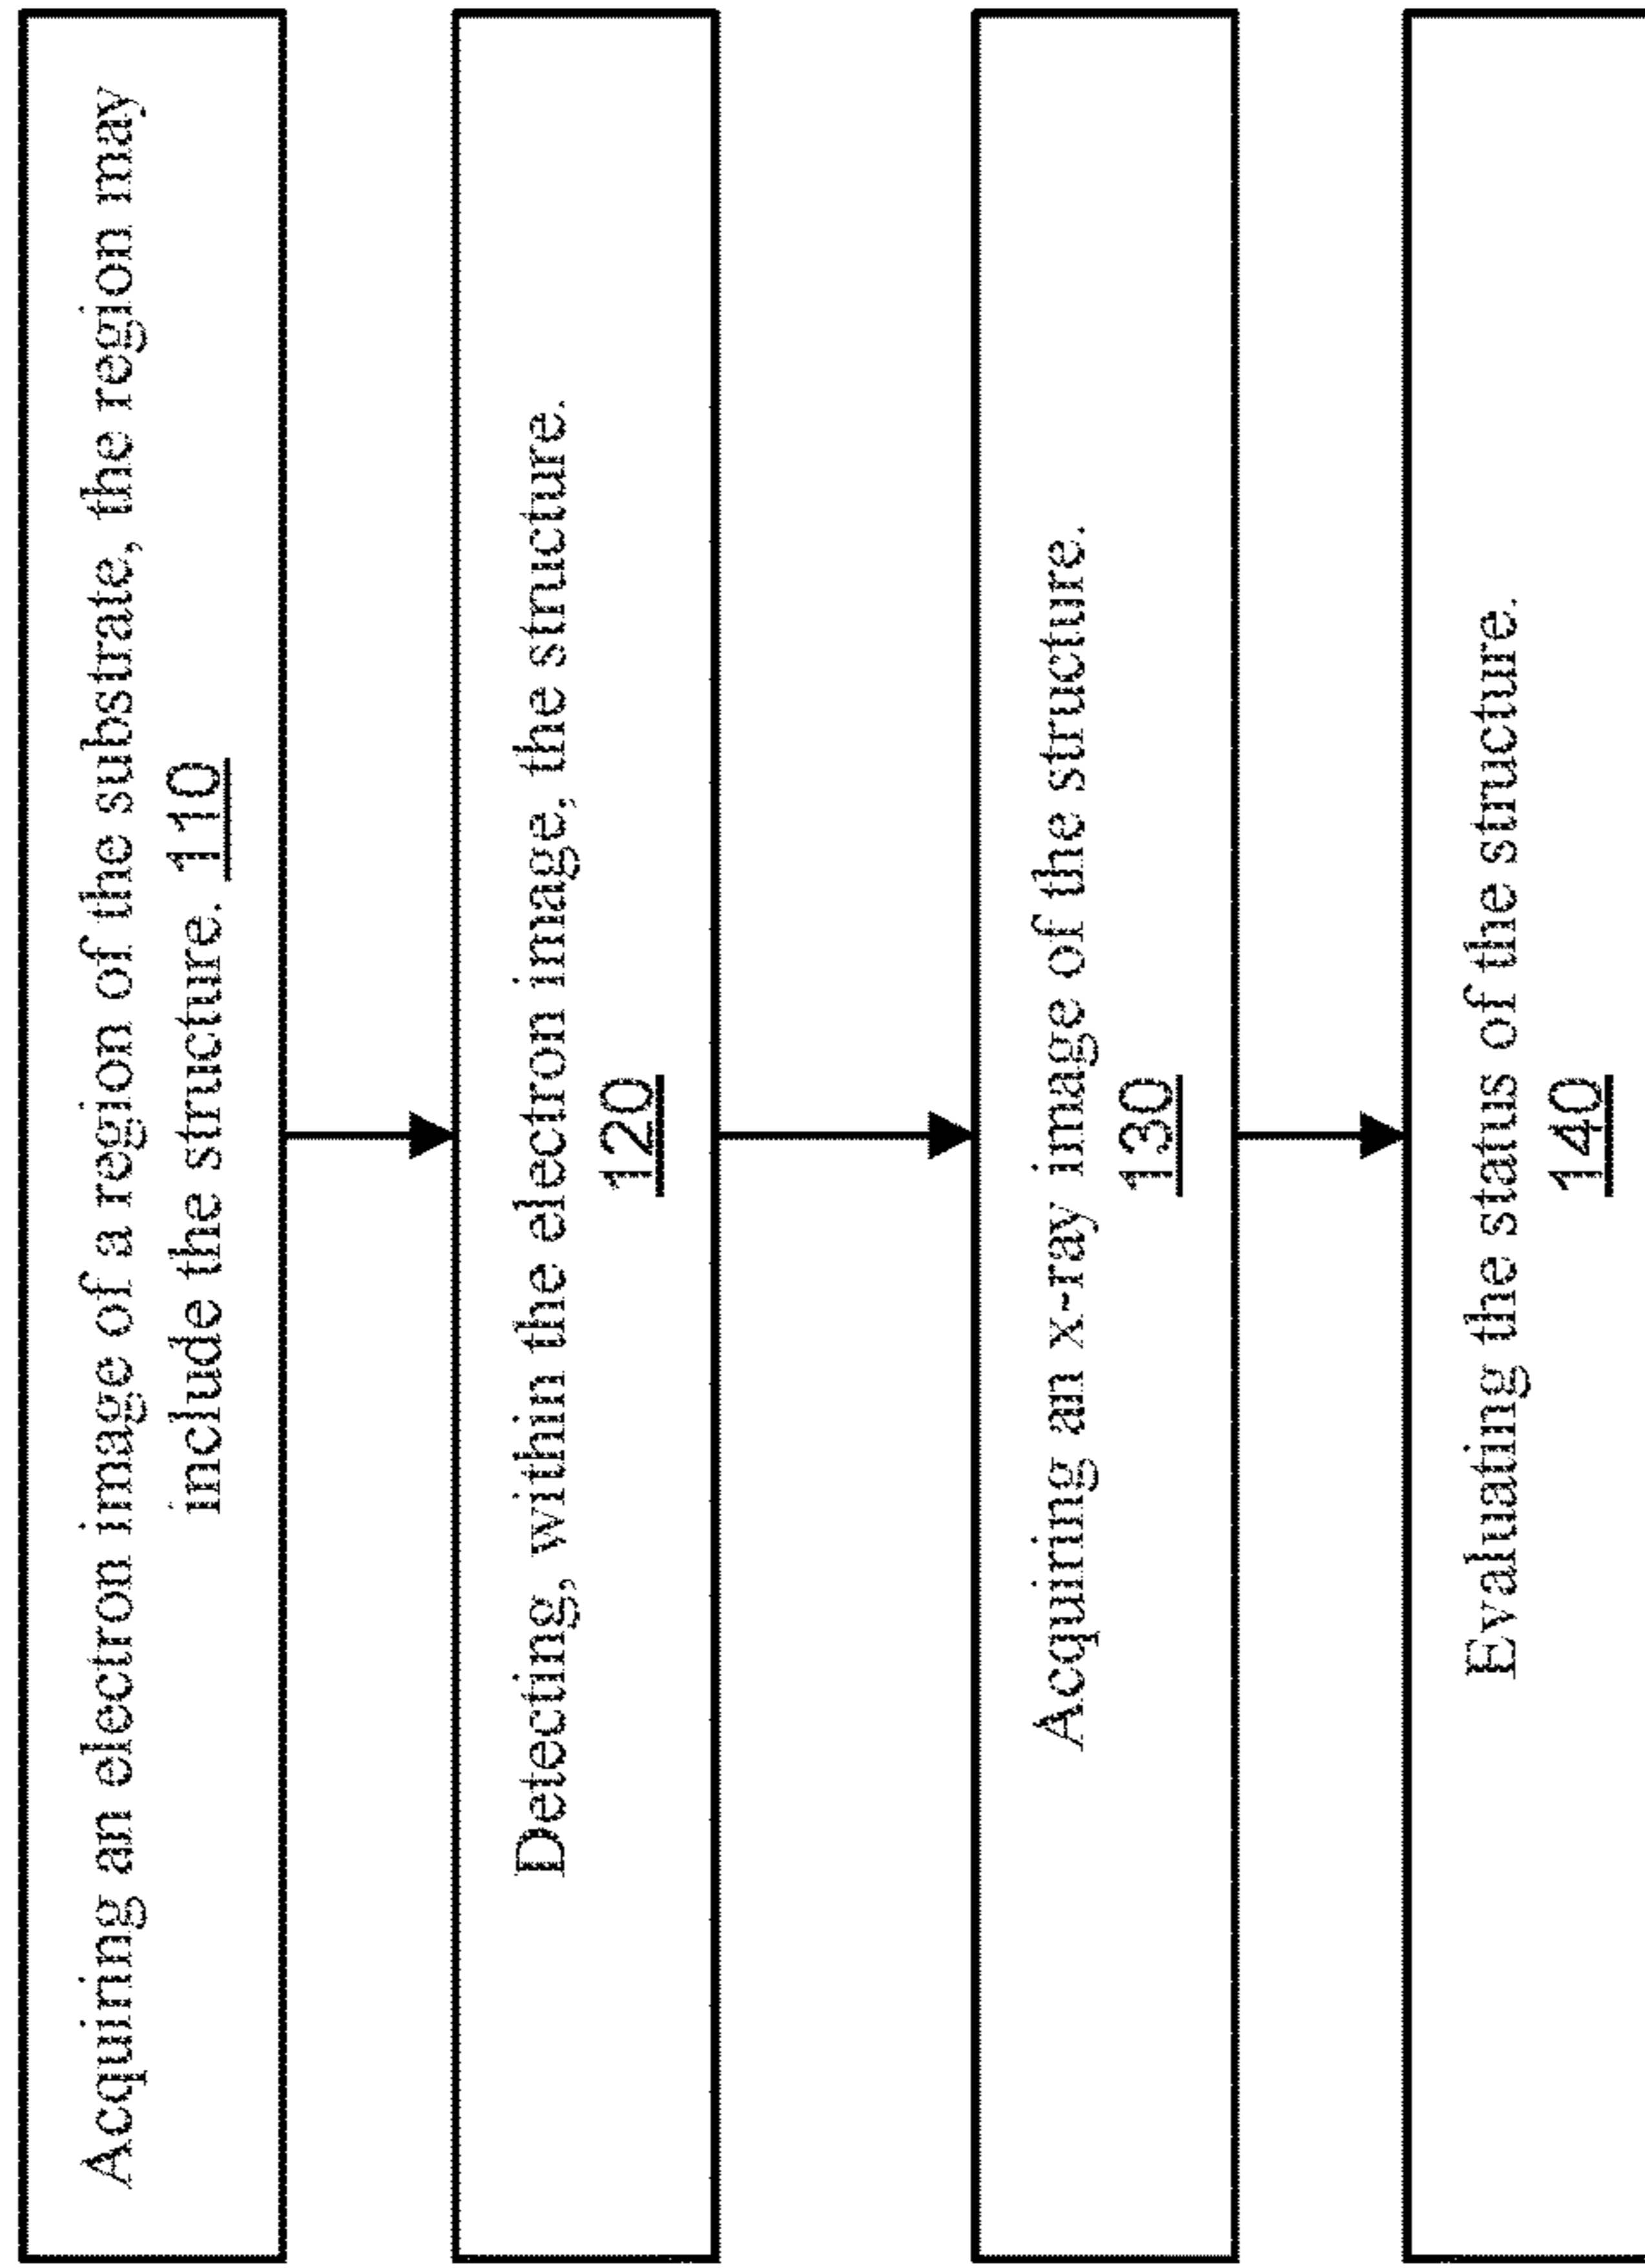 Acquiring an electron image of a region of the substrate, the region may
include the structure. 110
Detecting, within the electron image, the structure.
120
Acquiring an x-ray image of the structure.
130
Evaluating the status of the structure.
140